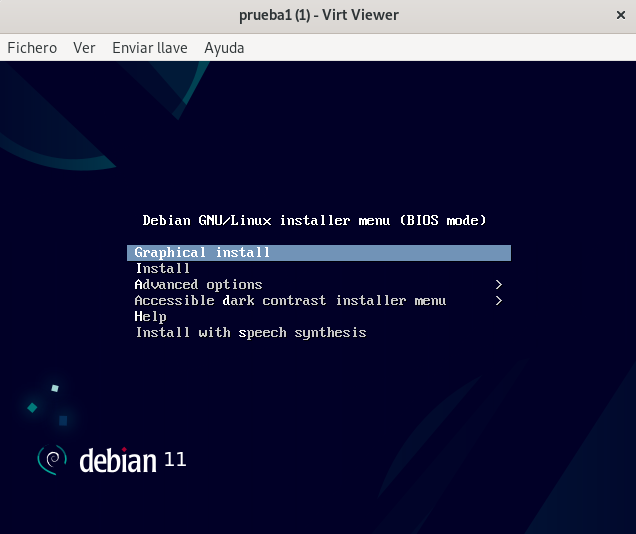 prueba1 (1) - Virt Viewer ×
Fichero Ver Enviar llave Ayuda
Debian GNU/Linux installer menu (BIOS mode)
Graphical install
Install
Advanced options >
Accessible dark contrast installer menu >
Help
Install with speech synthesis
debian 11